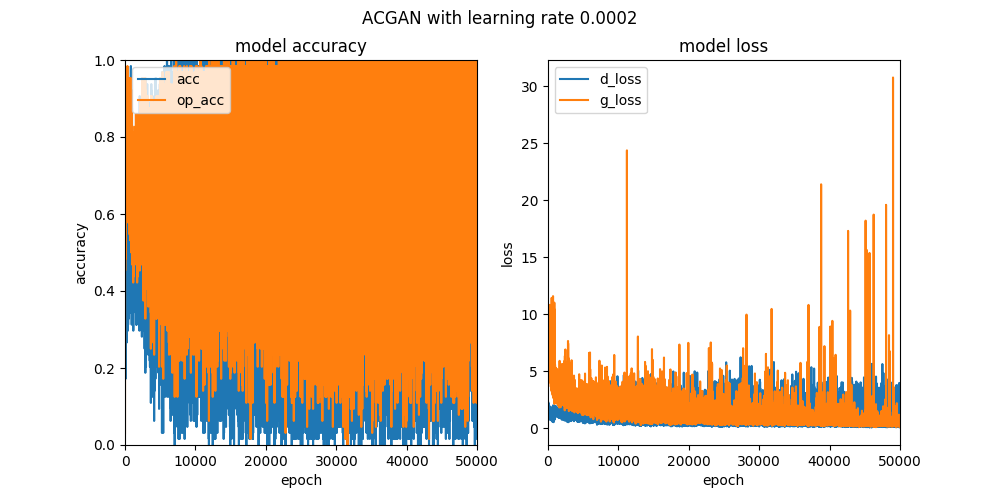 ACGAN with learning rate 0.0002
model accuracy
acc
op_acc
accuracy
1.0
0.8
0.6
0.4
0.2
0.0
0
10000
20000
30000
40000
50000
epoch
model loss
d_loss
g_loss
loss
30
25
20
15
10
5
0
0
10000
20000
30000
40000
50000
epoch